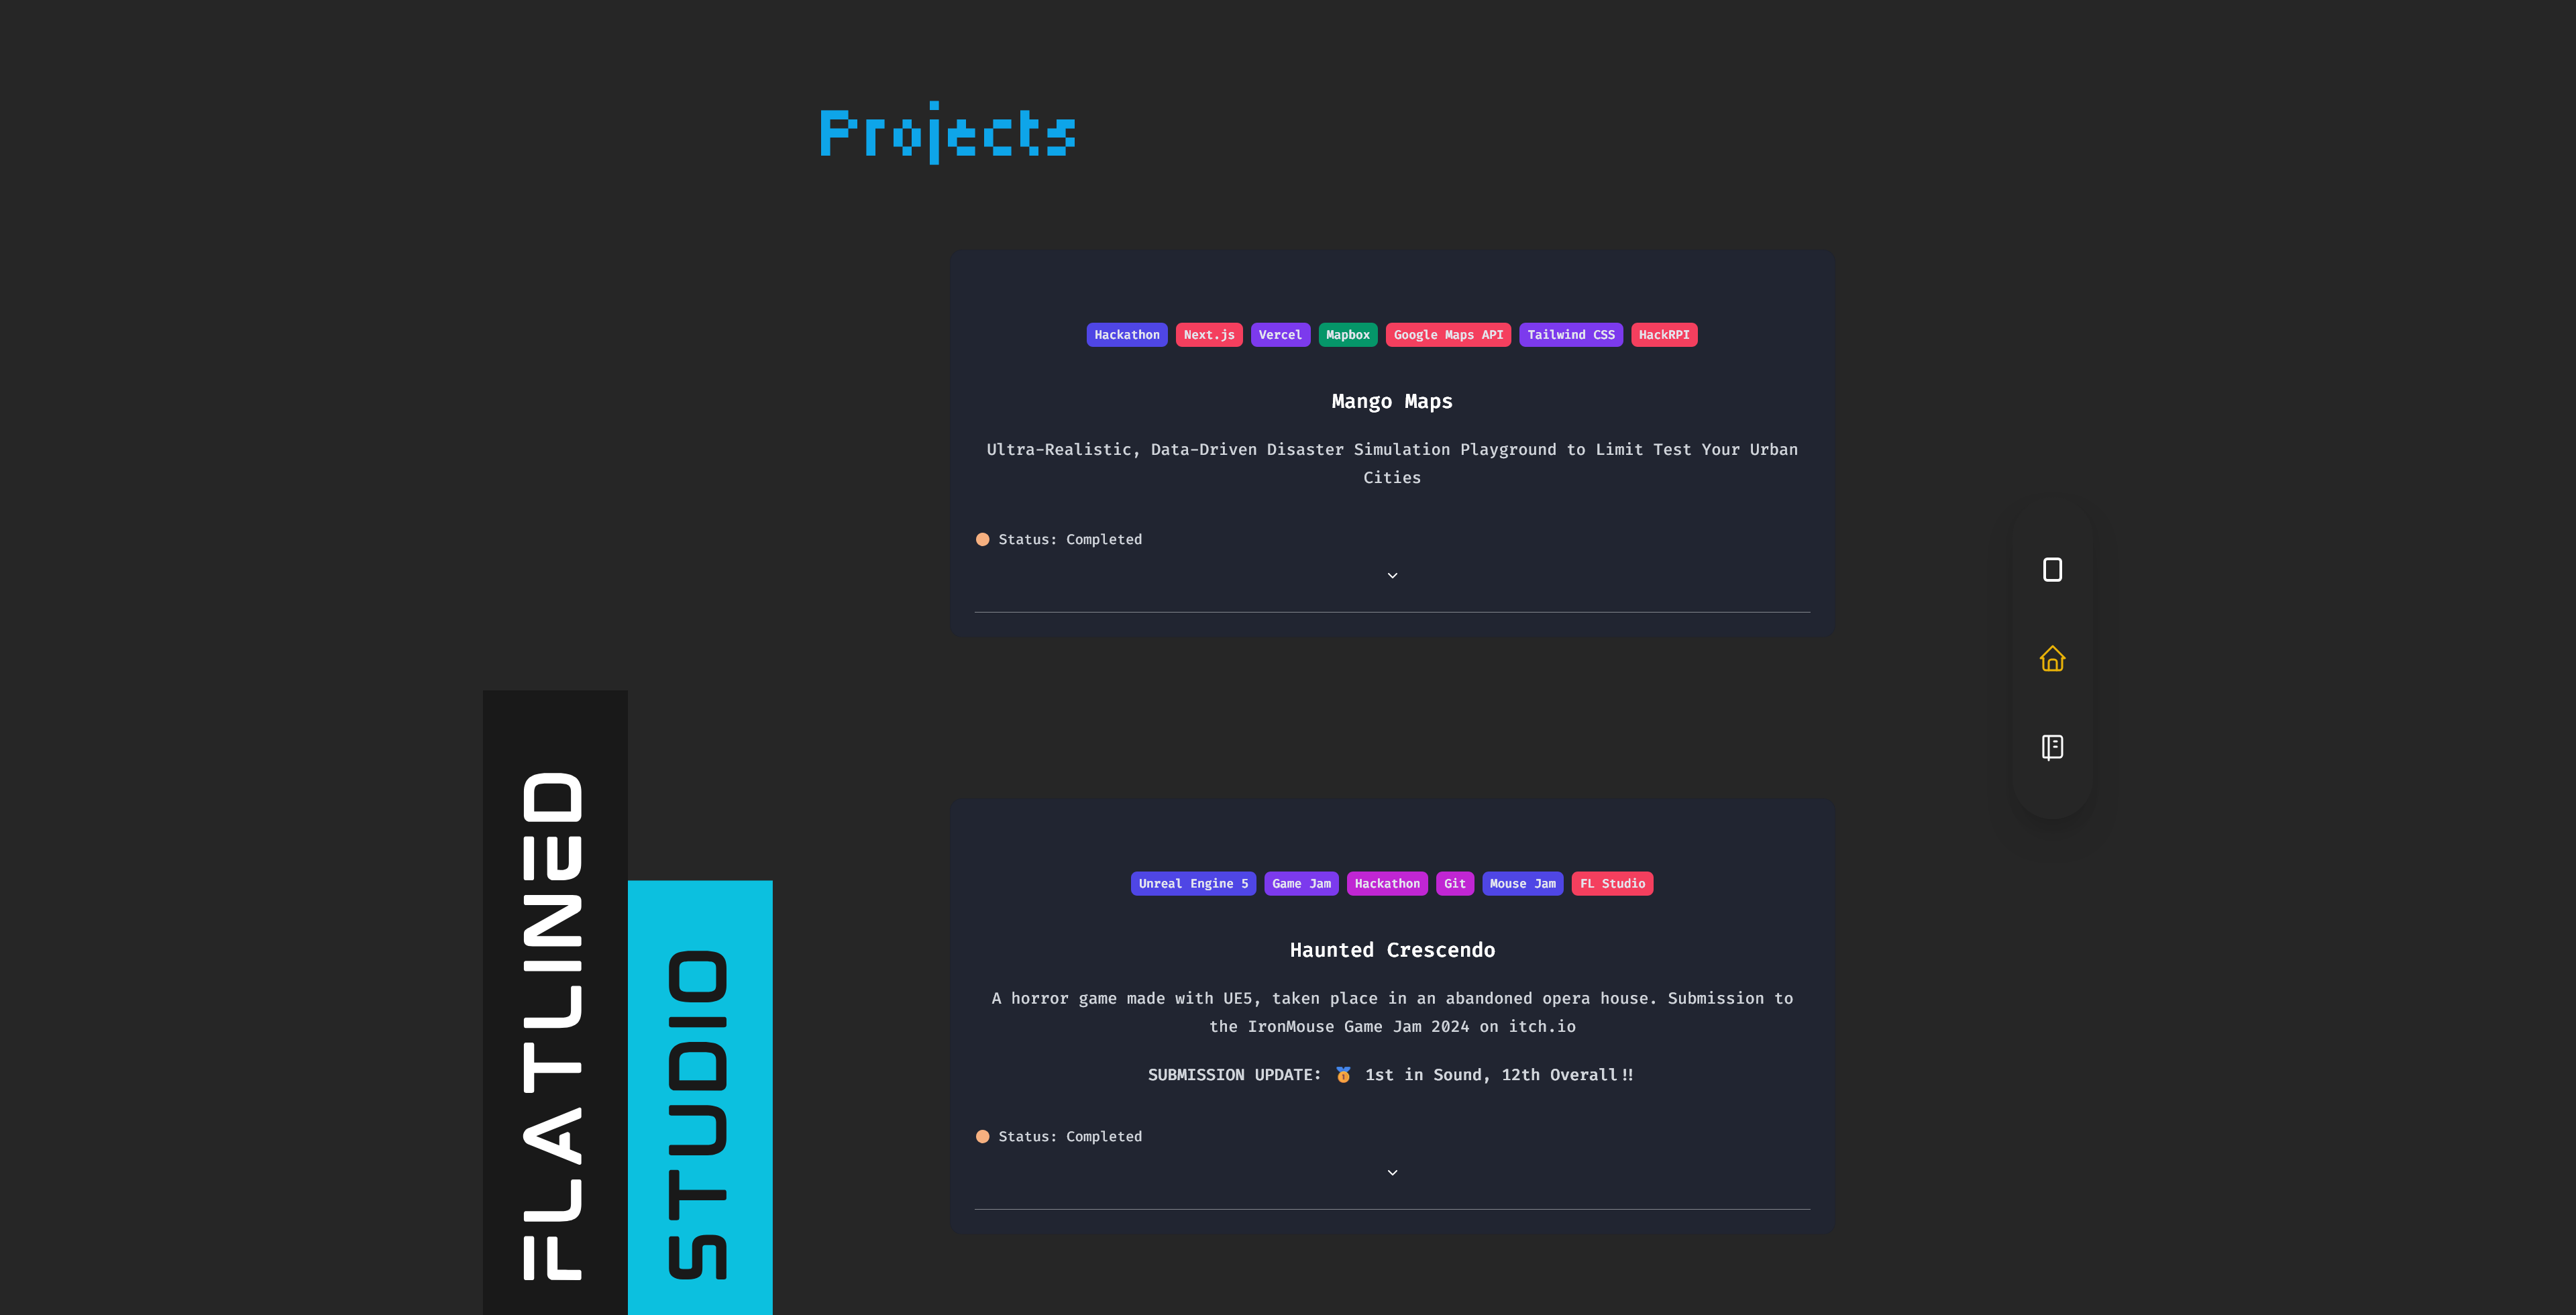 Projects
Hackathon Next.js Vercel Mapbox Google Maps API Tailwind CSS HackRPI
Mango Maps
Ultra-Realistic, Data-Driven Disaster Simulation Playground to Limit Test Your Urban
Cities
Status: Completed
Unreal Engine 5 Game Jam Hackathon Git Mouse Jam FL Studio
Haunted Crescendo
A horror game made with UE5, taken place in an abandoned opera house. Submission to
the IronMouse Game Jam 2024 on itch.io
SUBMISSION UPDATE: 🥇 1st in Sound, 12th Overall!!
Status: Completed
FLATLINED
STUDIO